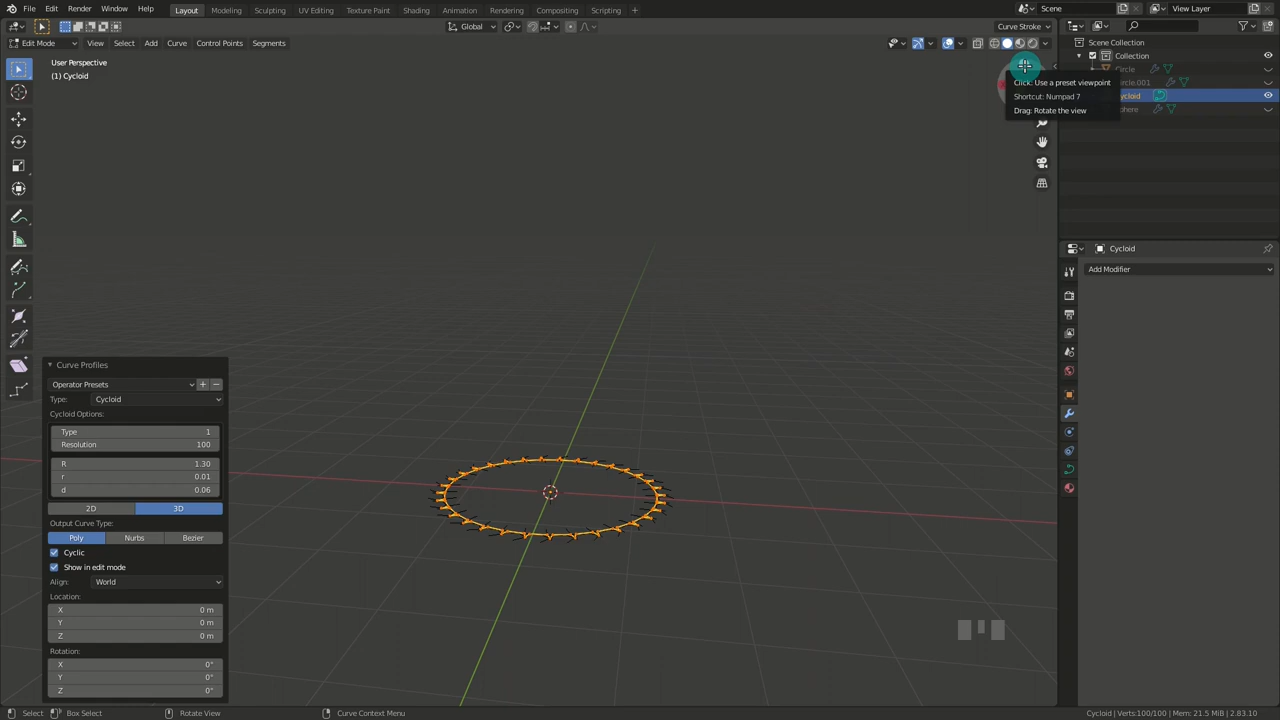 File Edit Render Window Help Layout Modeling Sculpting UV Editing Texture Paint Shading Animation Rendering Compositing Scripting + Scene View Layer
Global Curve Stroke
Edit Mode View Select Add Curve Control Points Segments Scene Collection
User Perspective Collection
(1) Cycloid Circle
Click: Use a preset viewpoint
Shortcut: Numpad 7
Drag: Rotate the view
Cycloid
Add Modifier
Curve Profiles
Operator Presets
Type: Cycloid
Cycloid Options:
Type 1
Resolution 100
R 1.30
r 0.01
d 0.06
2D 3D
Output Curve Type:
Poly Nurbs Bezier
Cyclic
Show in edit mode
Align: World
Location:
X 0 m
Y 0 m
Z 0 m
Rotation:
X 0°
Y 0°
Z 0°
Select Box Select Rotate View Curve Context Menu Cycloid | Verts:100/100 | Mem: 21.5 MiB | 2.83.10